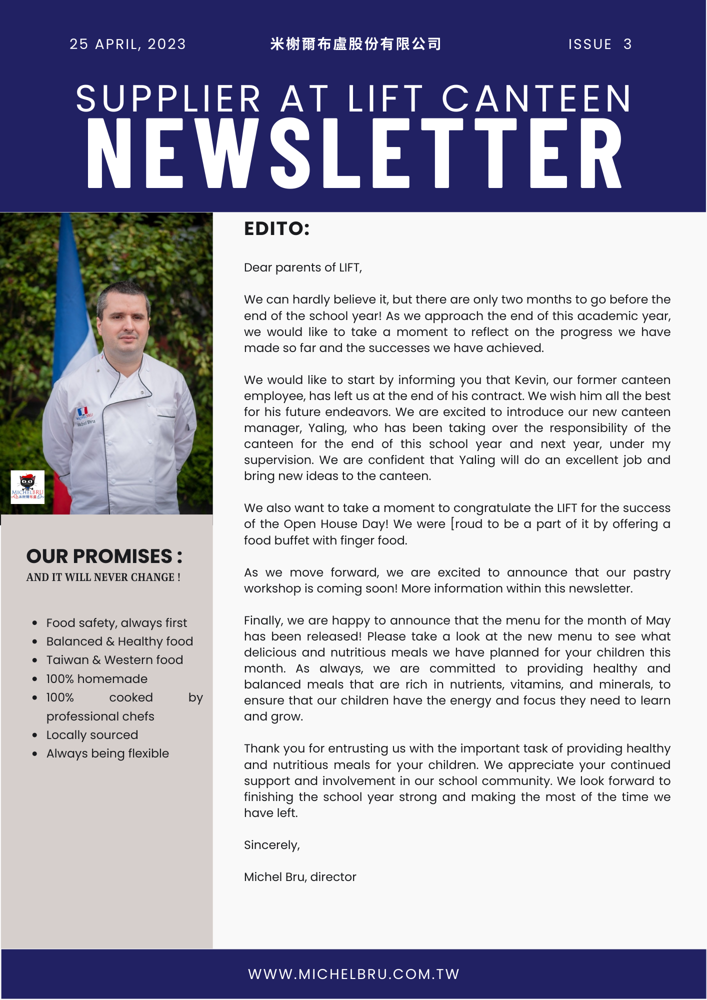 25 APRIL, 2023
米榭爾布盧股份有限公司
ISSUE 3
SUPPLIER AT LIFT CANTEEN
NEWSLETTER
MICHELBRU
Michel Bru
MICHELBRU
米榭爾布盧
OUR PROMISES :
AND IT WILL NEVER CHANGE !
• Food safety, always first
• Balanced & Healthy food
• Taiwan & Western food
• 100% homemade
• 100% cooked by
professional chefs
• Locally sourced
• Always being flexible
EDITO:
Dear parents of LIFT,
We can hardly believe it, but there are only two months to go before the
end of the school year! As we approach the end of this academic year,
we would like to take a moment to reflect on the progress we have
made so far and the successes we have achieved.
We would like to start by informing you that Kevin, our former canteen
employee, has left us at the end of his contract. We wish him all the best
for his future endeavors. We are excited to introduce our new canteen
manager, Yaling, who has been taking over the responsibility of the
canteen for the end of this school year and next year, under my
supervision. We are confident that Yaling will do an excellent job and
bring new ideas to the canteen.
We also want to take a moment to congratulate the LIFT for the success
of the Open House Day! We were [roud to be a part of it by offering a
food buffet with finger food.
As we move forward, we are excited to announce that our pastry
workshop is coming soon! More information within this newsletter.
Finally, we are happy to announce that the menu for the month of May
has been released! Please take a look at the new menu to see what
delicious and nutritious meals we have planned for your children this
month. As always, we are committed to providing healthy and
balanced meals that are rich in nutrients, vitamins, and minerals, to
ensure that our children have the energy and focus they need to learn
and grow.
Thank you for entrusting us with the important task of providing healthy
and nutritious meals for your children. We appreciate your continued
support and involvement in our school community. We look forward to
finishing the school year strong and making the most of the time we
have left.
Sincerely,
Michel Bru, director
WWW.MICHELBRU.COM.TW